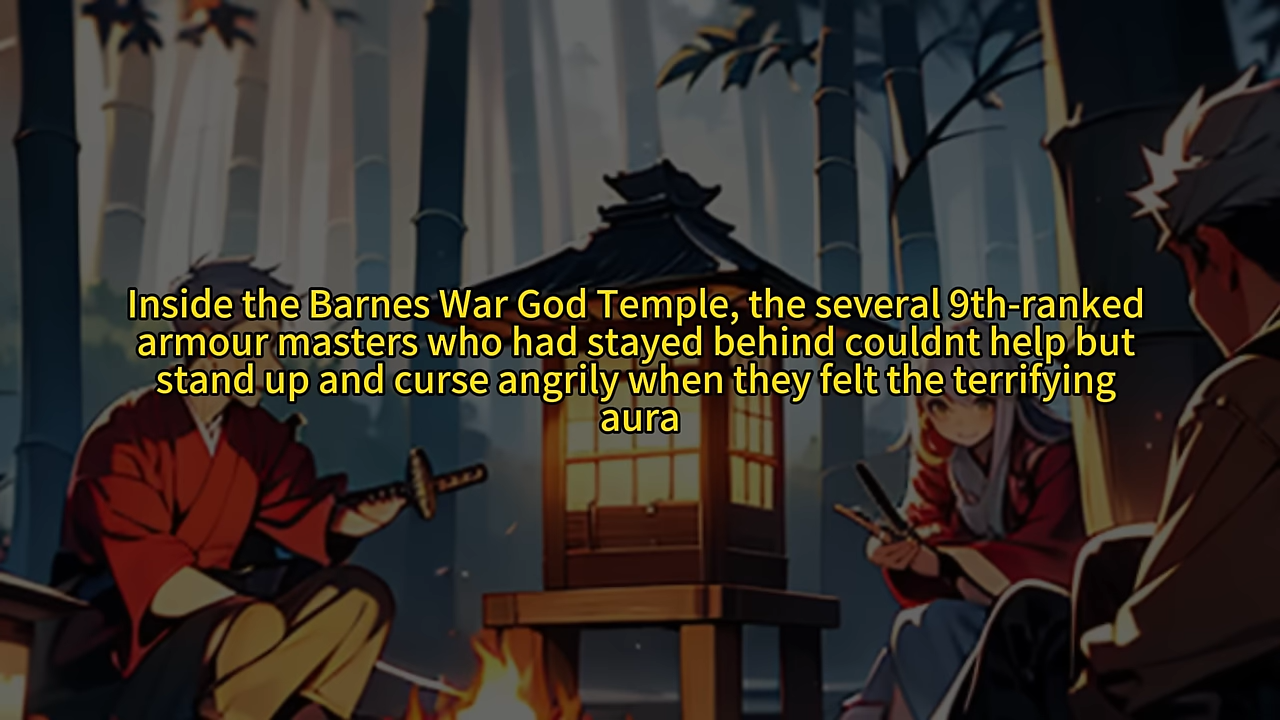 Inside the Barnes War God Temple, the several 9th-ranked
armour masters who had stayed behind couldnt help but
stand up and curse angrily when they felt the terrifying
aura